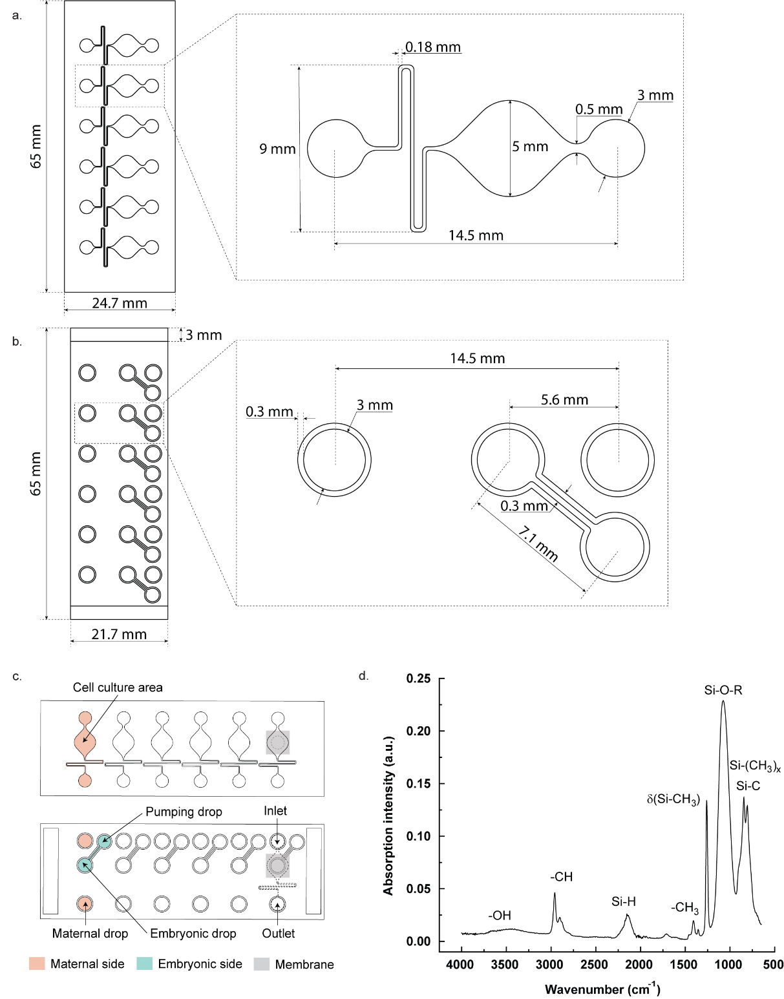 a.
65 mm
24.7 mm
0.18 mm
9 mm
5 mm
0.5 mm
3 mm
14.5 mm
b.
3 mm
65 mm
21.7 mm
14.5 mm
5.6 mm
0.3 mm
3 mm
0.3 mm
7.1 mm
c.
Cell culture area
Pumping drop
Inlet
Maternal drop
Embryonic drop
Outlet
Maternal side
Embryonic side
Membrane
d.
Absorption intensity (a.u.)
0.25
0.20
0.15
0.10
0.05
0.00
Si-O-R
Si-(CH₃)ₓ
Si-C
δ(Si-CH₃)
-CH
Si-H
-CH₃
-OH
4000 3500 3000 2500 2000 1500 1000 500
Wavenumber (cm⁻¹)